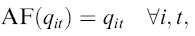 AF(q_{it}) = q_{it} ∀i, t,